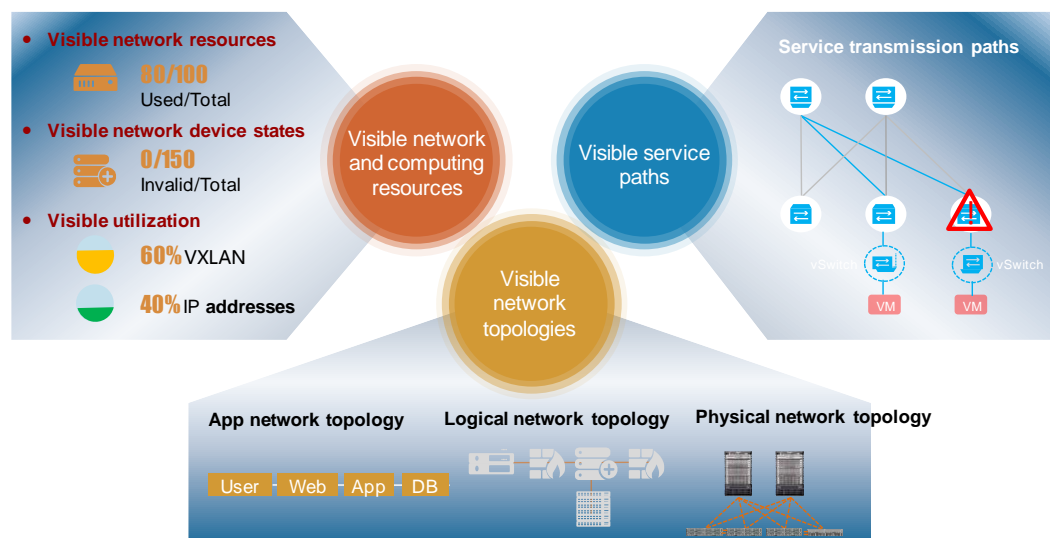 Visible network resources
80/100
Used/Total
Visible network device states
0/150
Invalid/Total
Visible utilization
60% VXLAN
40% IP addresses
Visible network
and computing
resources
Visible service
paths
Visible
network
topologies
Service transmission paths
vSwitch
vSwitch
VM
VM
App network topology
User
Web
App
DB
Logical network topology
Physical network topology